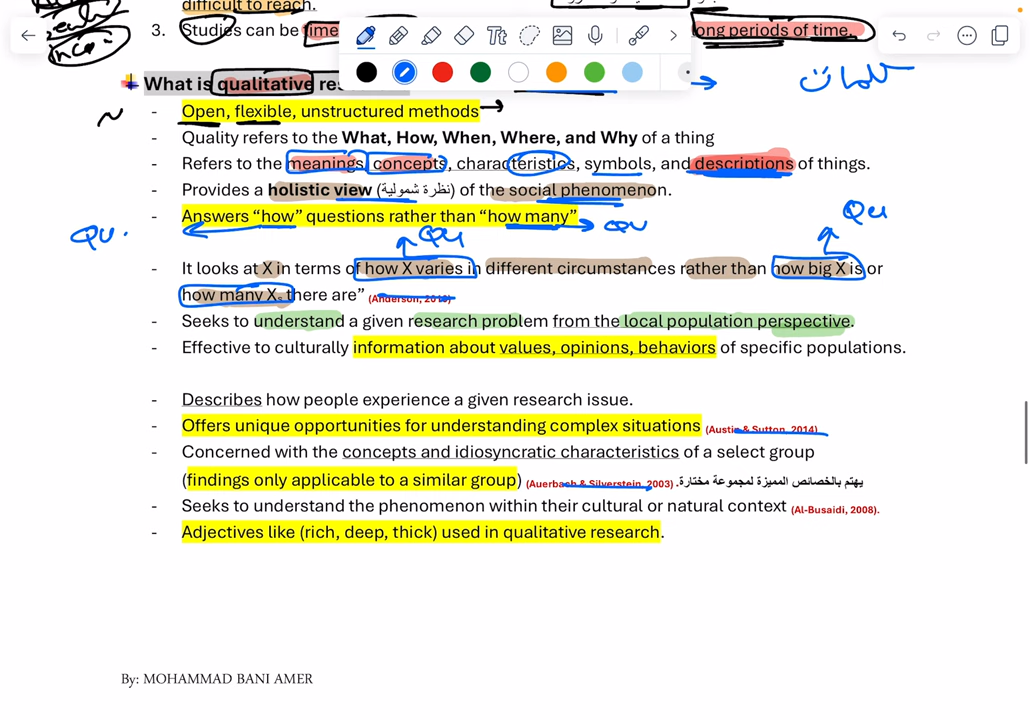 difficult to reach.
3. Studies can be time
long periods of time.
What is qualitative res
كلمات
- Open, flexible, unstructured methods
- Quality refers to the What, How, When, Where, and Why of a thing
- Refers to the meanings, concepts, characteristics, symbols, and descriptions of things.
- Provides a holistic view (نظرة شمولية) of the social phenomenon.
- Answers “how” questions rather than “how many”
- It looks at X in terms of how X varies in different circumstances rather than how big X is or
how many X, there are” (Anderson, 2010)
- Seeks to understand a given research problem from the local population perspective.
- Effective to culturally information about values, opinions, behaviors of specific populations.
- Describes how people experience a given research issue.
- Offers unique opportunities for understanding complex situations (Austin & Sutton, 2014)
- Concerned with the concepts and idiosyncratic characteristics of a select group
(findings only applicable to a similar group) (Auerbach & Silverstein, 2003). يهتم بالخصائص المميزة لمجموعة مختارة
- Seeks to understand the phenomenon within their cultural or natural context (Al-Busaidi, 2008).
- Adjectives like (rich, deep, thick) used in qualitative research.
By: MOHAMMAD BANI AMER